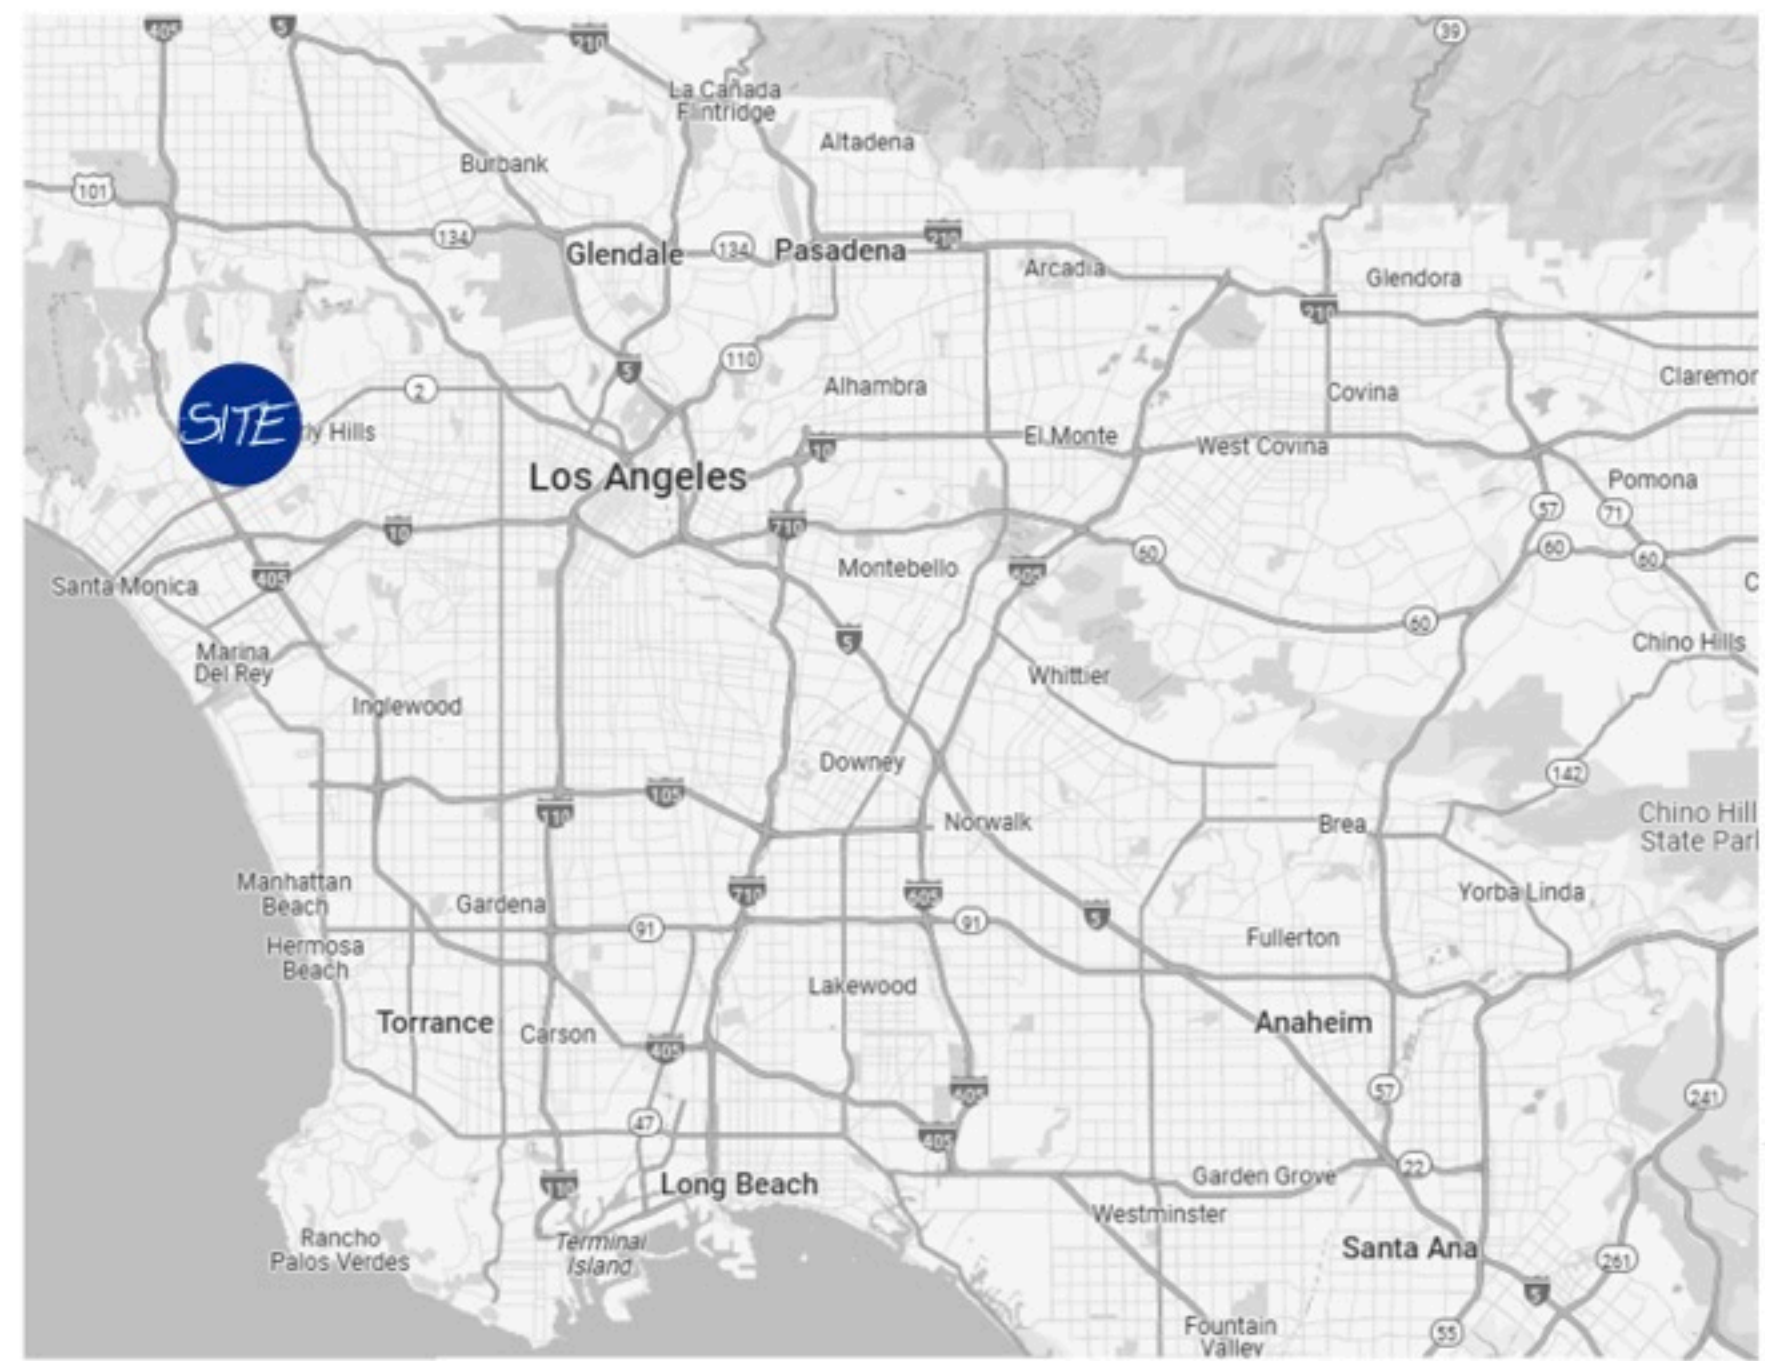 405
5
210
39
La Cañada
Flintridge
Altadena
Burbank
101
134
Glendale
134
Pasadena
210
Arcadia
Glendora
210
5
110
2
Alhambra
Covina
Claremor
SITE
rly Hills
El Monte
West Covina
10
Los Angeles
Pomona
57
71
10
710
60
60
60
405
Montebello
605
Santa Monica
C
5
60
Marina
Del Rey
Chino Hills
Whittier
Inglewood
Downey
142
105
110
Norwalk
Brea
Chino Hill
State Par
Manhattan
Beach
710
605
Yorba Linda
Gardena
5
91
91
Fullerton
Hermosa
Beach
Lakewood
Torrance
Carson
Anaheim
405
57
605
241
47
405
22
110
Long Beach
Garden Grove
Westminster
Rancho
Palos Verdes
Terminal
Island
Santa Ana
261
5
Fountain
Valley
55